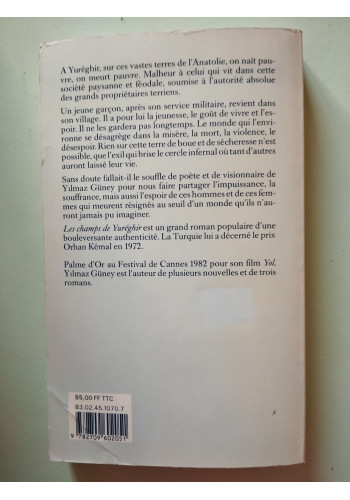 A Yurêghir, sur ces vastes terres de l'Anatolie, on naît pau-
vre, on meurt pauvre. Malheur à celui qui vit dans cette
société paysanne et féodale, soumise à l'autorité absolue
des grands propriétaires terriens.
Un jeune garçon, après son service militaire, revient dans
son village. Il a pour lui la jeunesse, le goût de vivre et l'es-
poir. Il ne les gardera pas longtemps. Le monde qui l'envi-
ronne se désagrège dans la misère, la mort, la violence, le
désespoir. Rien sur cette terre de boue et de sécheresse n'est
possible, que l'exil qui brise le cercle infernal où tant d'autres
auront laissé leur vie.
Sans doute fallait-il le souffle de poète et de visionnaire de
Yılmaz Güney pour nous faire partager l'impuissance, la
souffrance, mais aussi l'espoir de ces hommes et de ces fem-
mes qui meurent résignés au seuil d'un monde qu'ils n'au-
ront jamais pu imaginer.
Les champs de Yurêghir est un grand roman populaire d'une
bouleversante authenticité. La Turquie lui a décerné le prix
Orhan Kémal en 1972.
Palme d'Or au Festival de Cannes 1982 pour son film Yol,
Yılmaz Güney est l'auteur de plusieurs nouvelles et de trois
romans.
85,00 FF TTC
83.02.45.1070.7
9 782709 602051